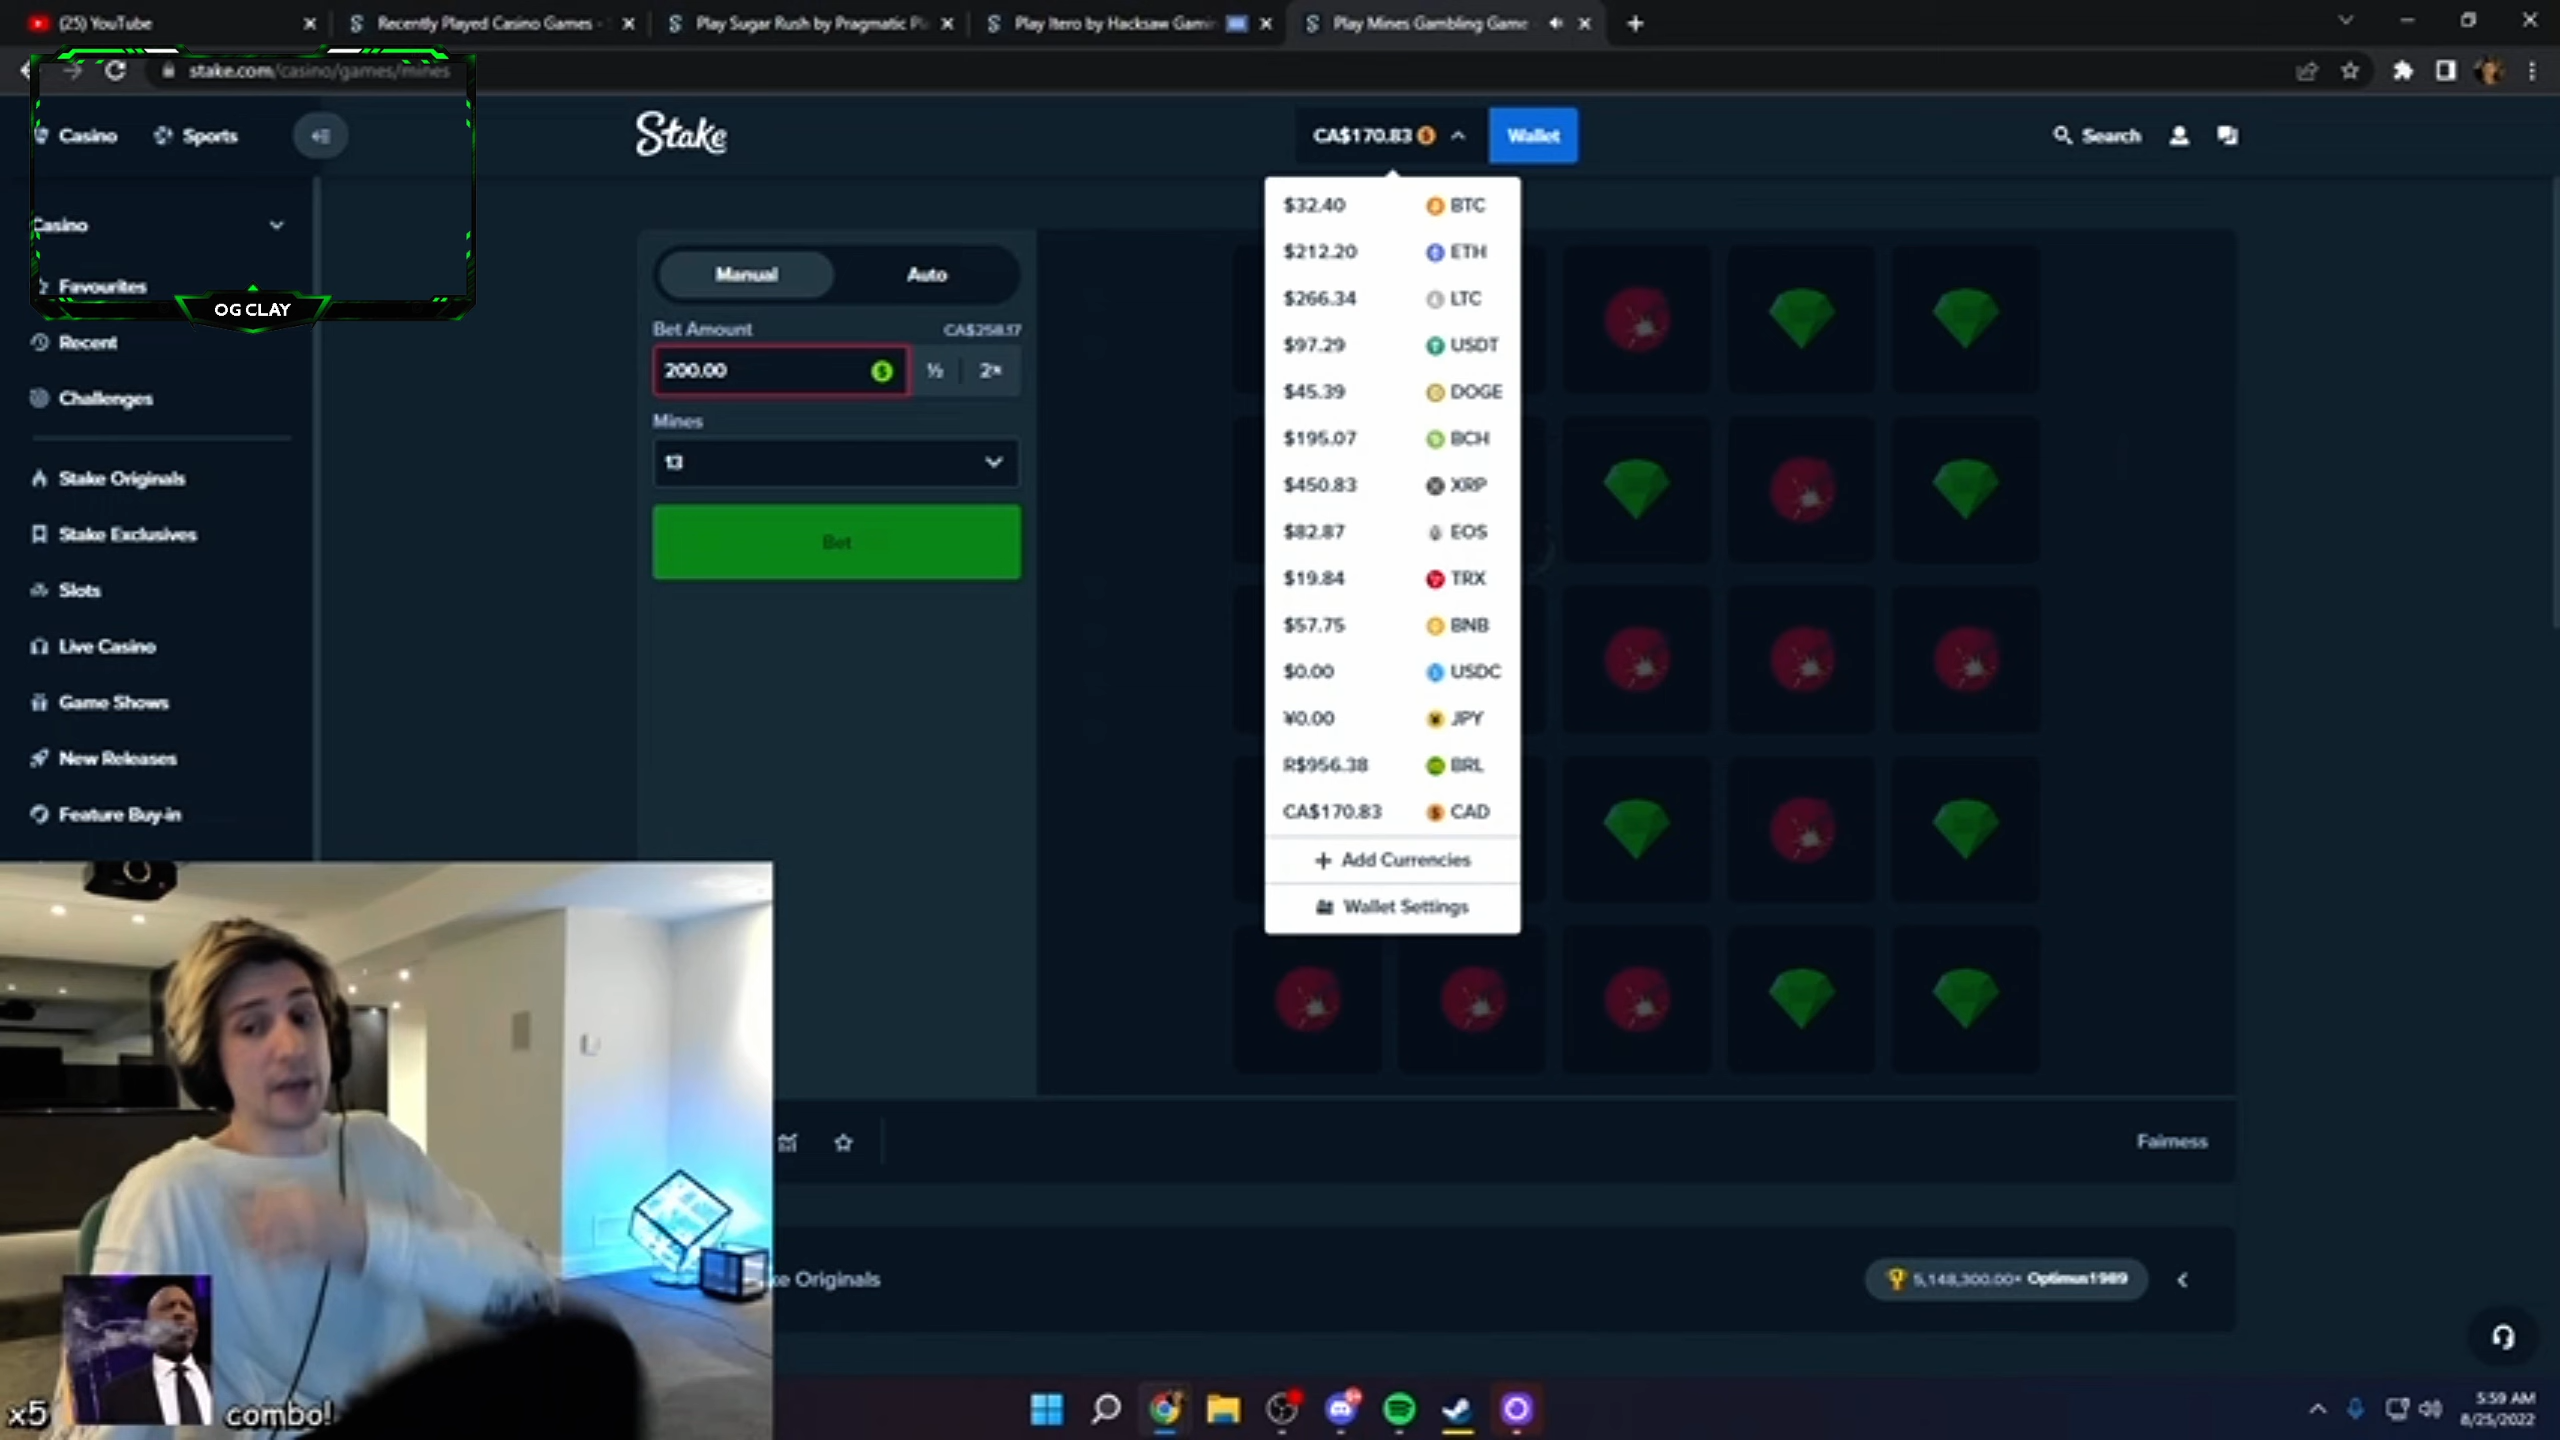 (25) YouTube
Recently Played Casino Games -
Play Sugar Rush by Pragmatic Pl
Play Itero by Hacksaw Gami
Play Mines Gambling Game
stake.com/casino/games/mines
Casino
Sports
Stake
CA$170.83
Wallet
Search
Casino
Favourites
OG CLAY
Recent
Challenges
Stake Originals
Stake Exclusives
Slots
Live Casino
Game Shows
New Releases
Feature Buy-in
Manual
Auto
Bet Amount
CA$258.17
200.00
½
2×
Mines
13
Bet
$32.40 BTC
$212.20 ETH
$266.34 LTC
$97.29 USDT
$45.39 DOGE
$195.07 BCH
$450.83 XRP
$82.87 EOS
$19.84 TRX
$57.75 BNB
$0.00 USDC
¥0.00 JPY
R$956.38 BRL
CA$170.83 CAD
+ Add Currencies
Wallet Settings
Fairness
ke Originals
5,148,300.00× Optimus1989
x5 combo!
5:59 AM
8/25/2022